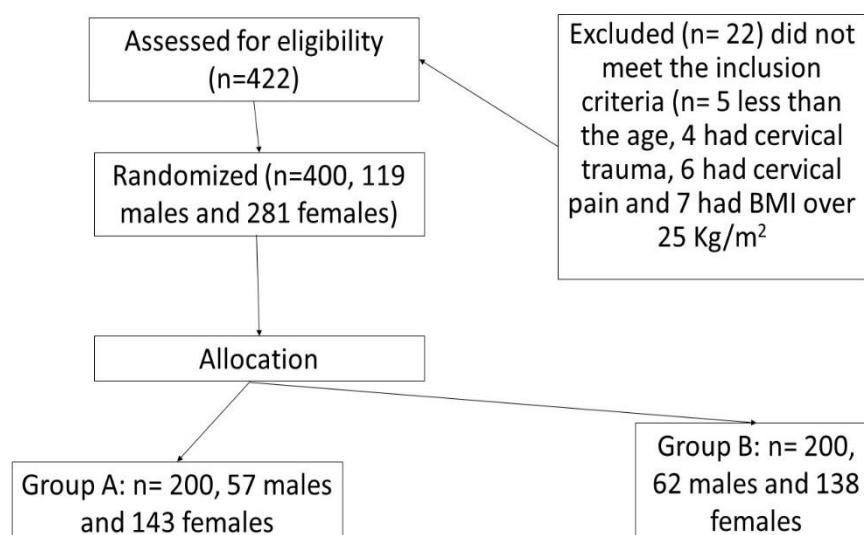 Assessed for eligibility
(n=422)
Excluded (n= 22) did not
meet the inclusion
criteria (n= 5 less than
the age, 4 had cervical
trauma, 6 had cervical
pain and 7 had BMI over
25 Kg/m²
Randomized (n=400, 119
males and 281 females)
Allocation
Group A: n= 200, 57 males
and 143 females
Group B: n= 200,
62 males and 138
females